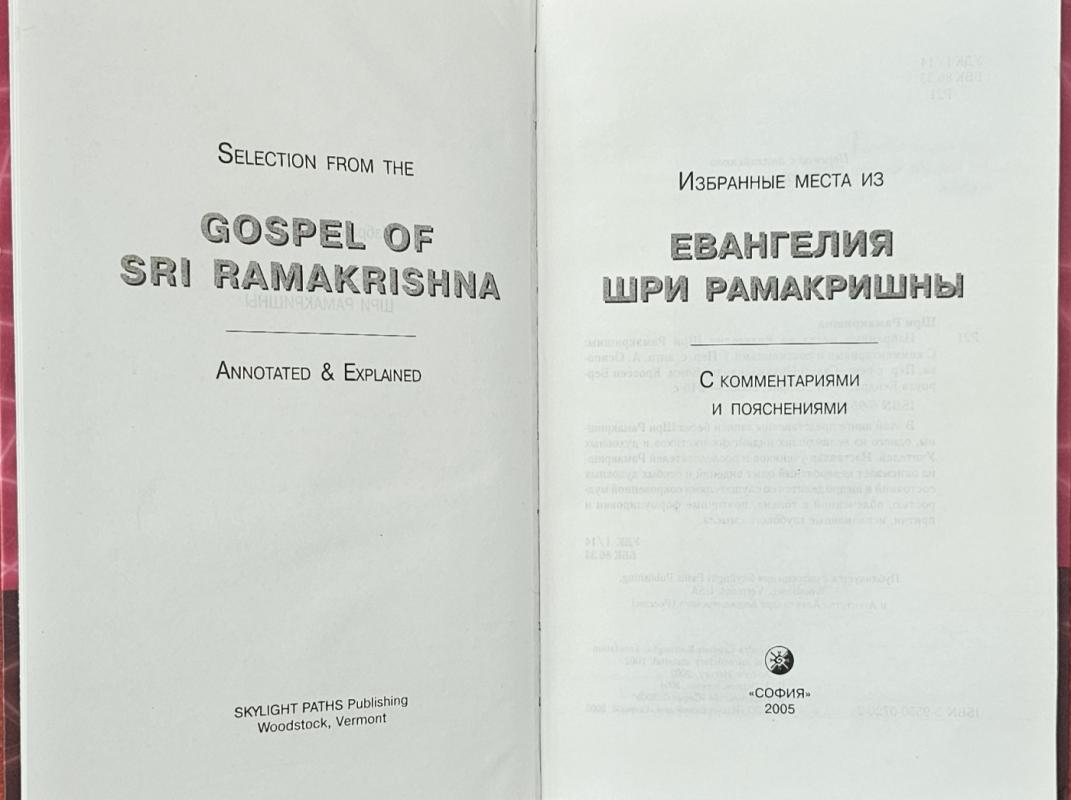 SELECTION FROM THE
GOSPEL OF
SRI RAMAKRISHNA
ANNOTATED & EXPLAINED
SKYLIGHT PATHS Publishing
Woodstock, Vermont
ИЗБРАННЫЕ МЕСТА ИЗ
ЕВАНГЕЛИЯ
ШРИ РАМАКРИШНЫ
С КОММЕНТАРИЯМИ
И ПОЯСНЕНИЯМИ
«СОФИЯ»
2005